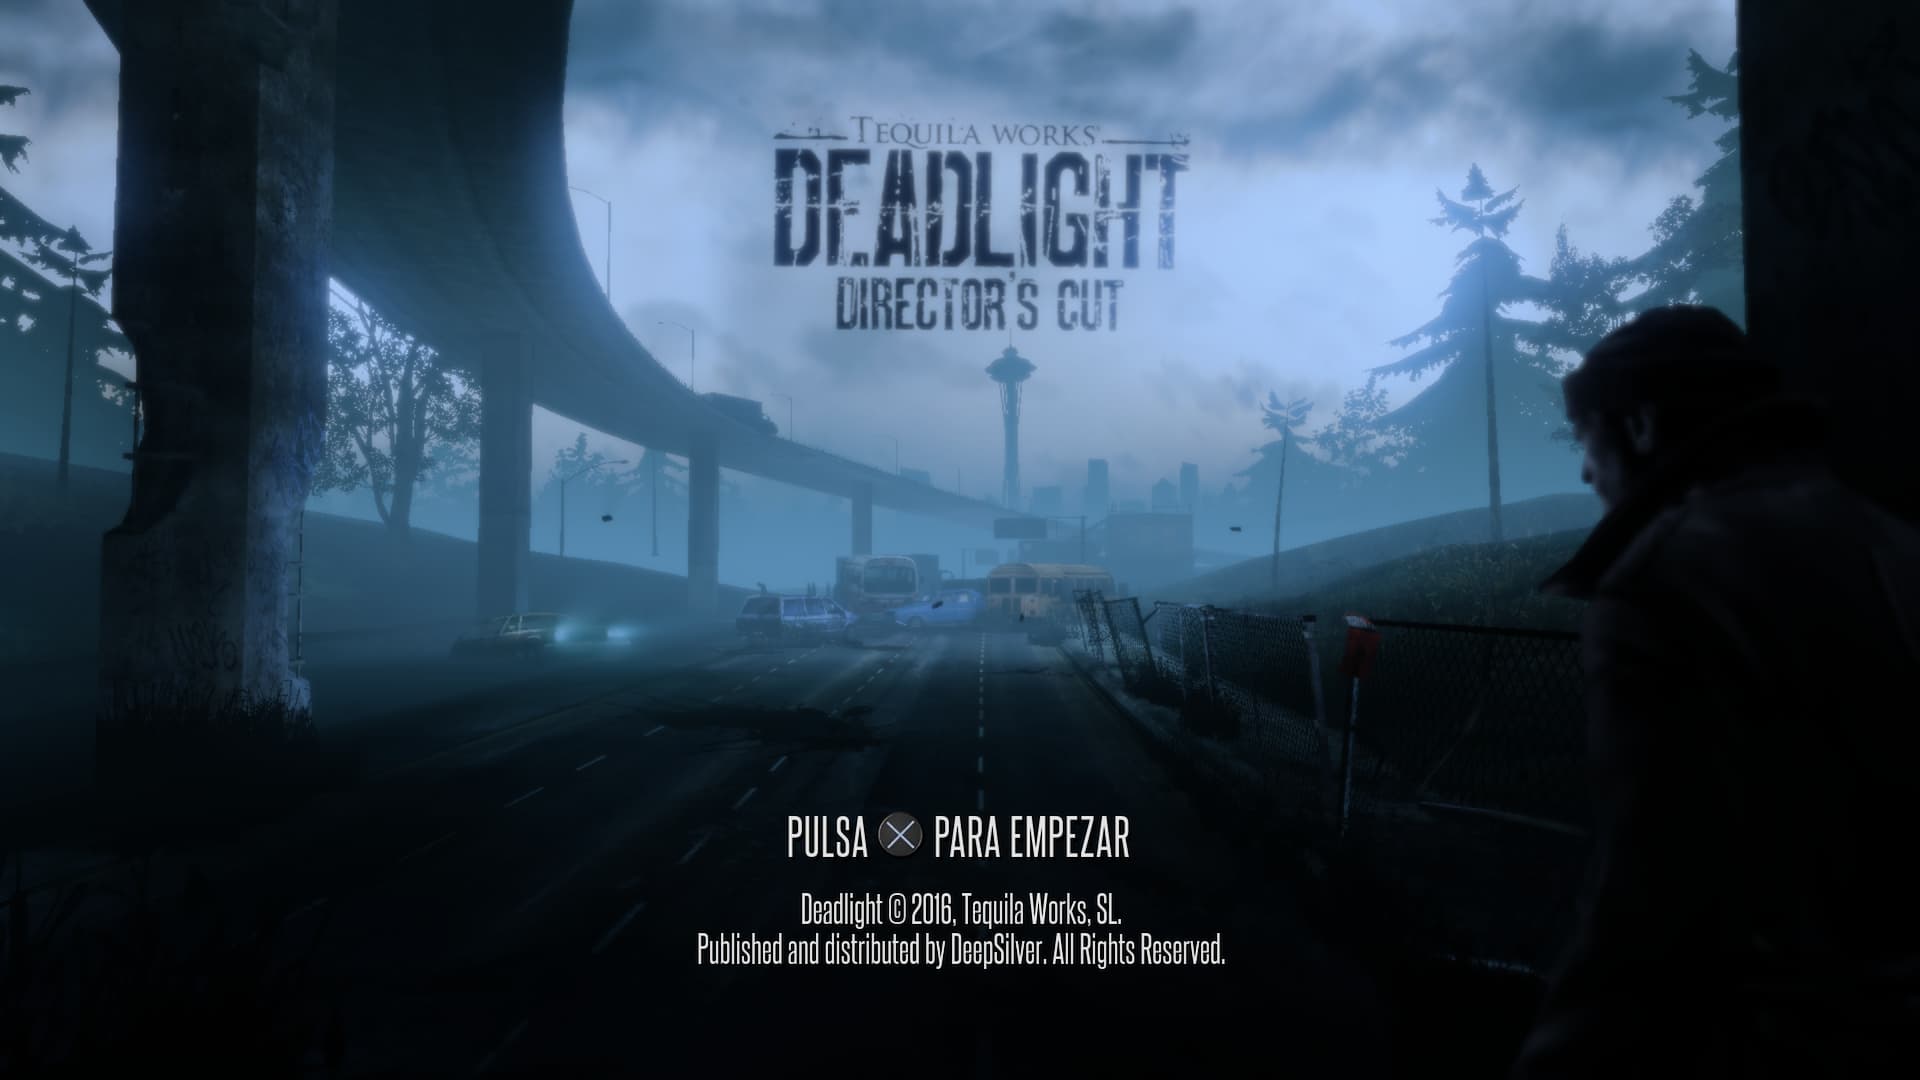 TEQUILA WORKS
DEADLIGHT
DIRECTOR'S CUT
PULSA PARA EMPEZAR
Deadlight © 2016, Tequila Works, SL.
Published and distributed by DeepSilver. All Rights Reserved.